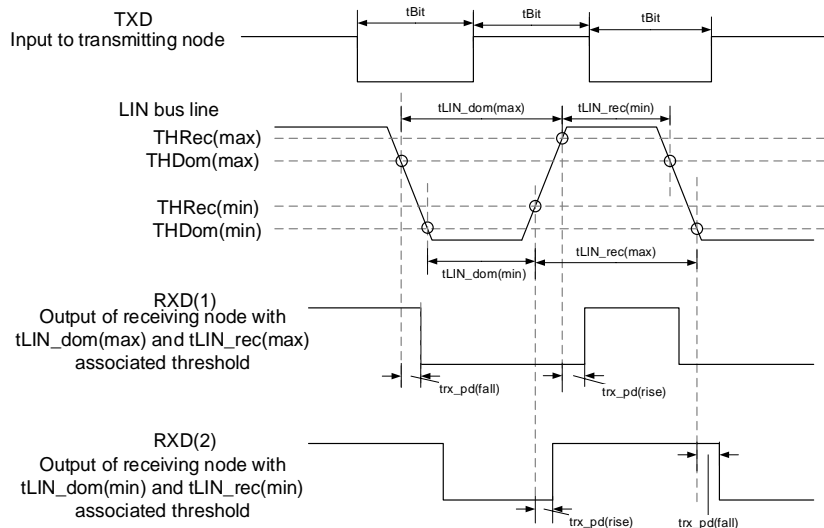 TXD
Input to transmitting node
tBit
tBit
tBit
LIN bus line
tLIN_dom(max)
tLIN_rec(min)
THRec(max)
THDom(max)
THRec(min)
THDom(min)
tLIN_dom(min)
tLIN_rec(max)
RXD(1)
Output of receiving node with
tLIN_dom(max) and tLIN_rec(max)
associated threshold
trx_pd(fall)
trx_pd(rise)
RXD(2)
Output of receiving node with
tLIN_dom(min) and tLIN_rec(min)
associated threshold
trx_pd(rise)
trx_pd(fall)